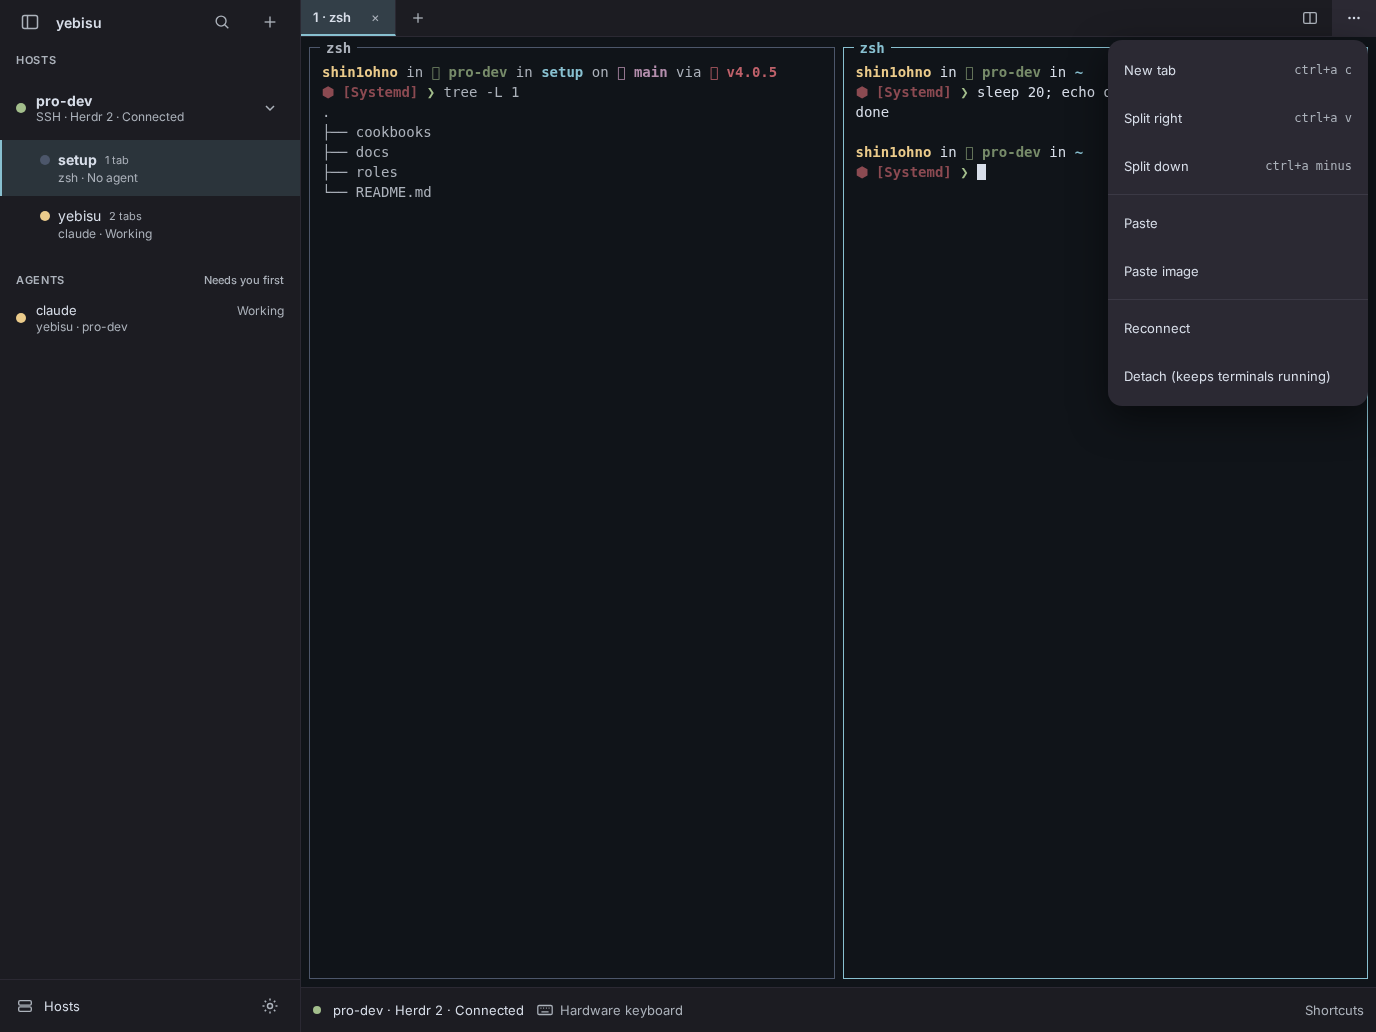 yebisu
HOSTS
pro-dev
SSH · Herdr 2 · Connected
setup 1 tab
zsh · No agent
yebisu 2 tabs
claude · Working
AGENTS Needs you first
claude Working
yebisu · pro-dev
Hosts
1 · zsh × +
zsh
shin1ohno in pro-dev in setup on main via v4.0.5
[Systemd] ❯ tree -L 1
.
├── cookbooks
├── docs
├── roles
└── README.md
zsh
shin1ohno in pro-dev in ~
[Systemd] ❯ sleep 20; echo
done
shin1ohno in pro-dev in ~
[Systemd] ❯
New tab ctrl+a c
Split right ctrl+a v
Split down ctrl+a minus
Paste
Paste image
Reconnect
Detach (keeps terminals running)
pro-dev · Herdr 2 · Connected Hardware keyboard Shortcuts